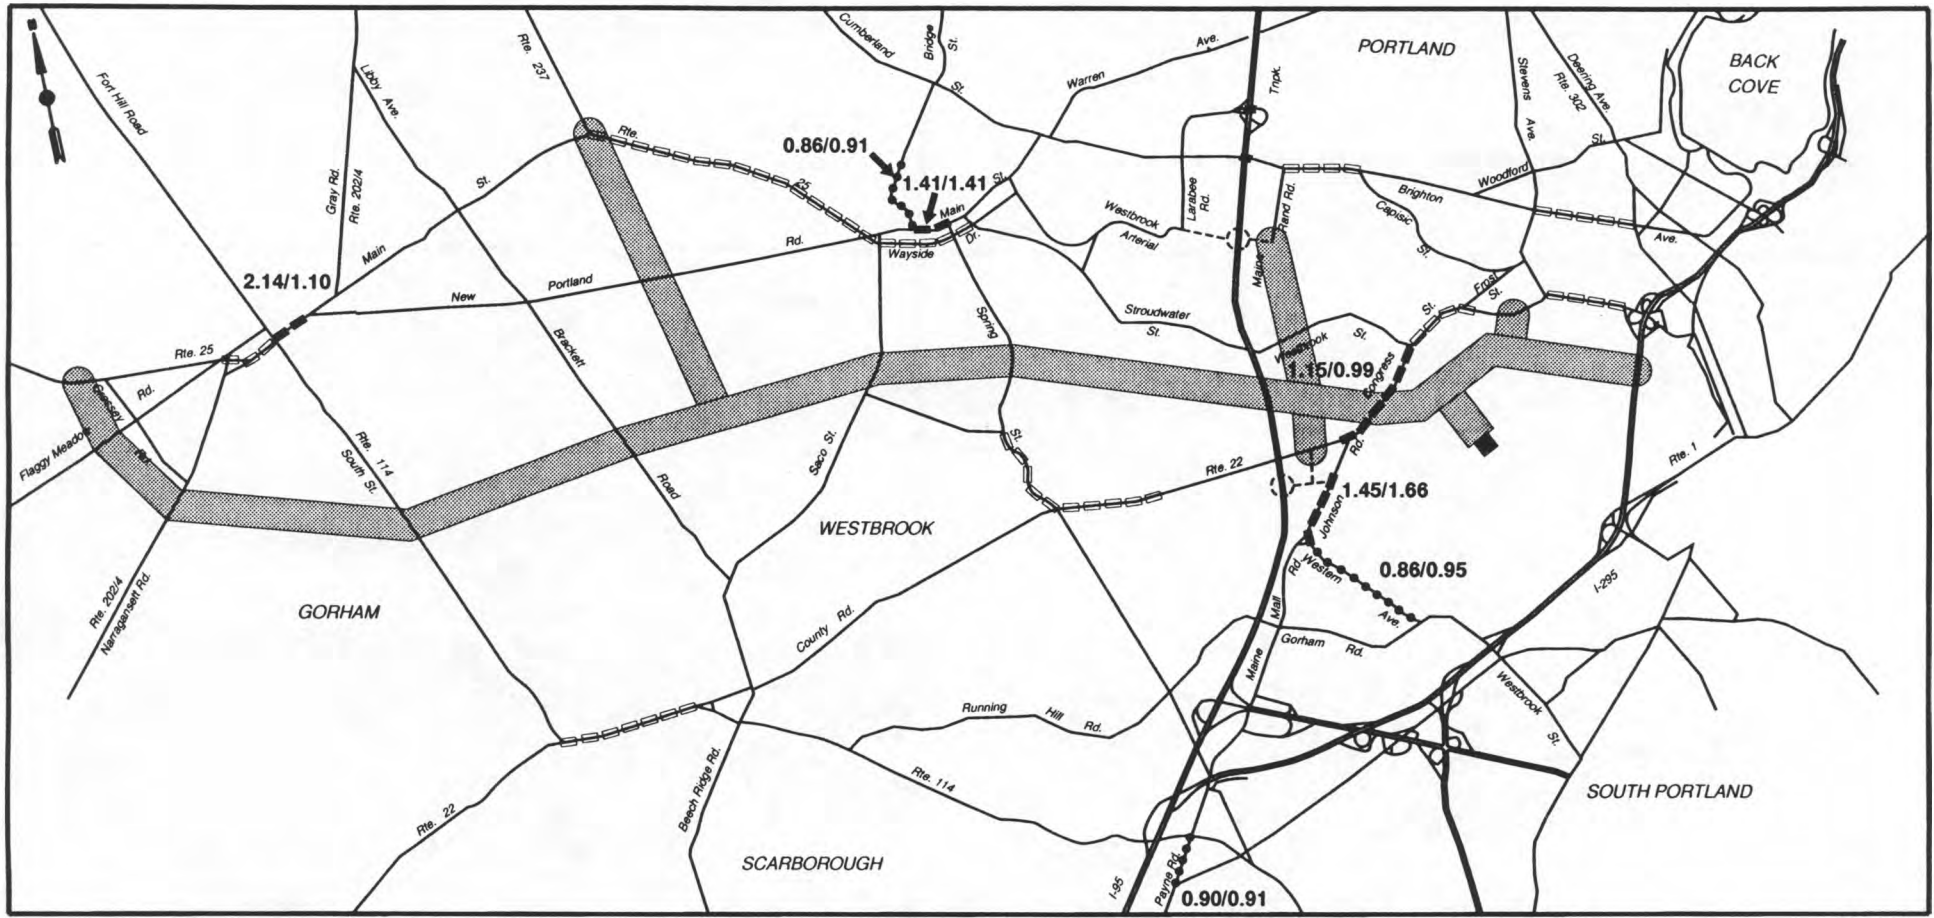 Cumberland
St.
Bridge
St.
Warren
Ave.
Tnpk.
Maine
PORTLAND
Stevens
Ave.
Deering Ave.
Rte. 302
BACK
COVE
Fort Hill Road
Libby Ave.
Rte. 237
Gray Rd.
Rte. 202/4
Rte.
25
0.86/0.91
1.41/1.41
Main
St.
Wayside
Dr.
Larabee
Rd.
Rand Rd.
Westbrook
Arterial
Brighton
Ave.
Woodford
St.
Capisic
St.
Frost
St.
St.
Main
St.
2.14/1.10
New
Portland
Rd.
Spring
St.
Stroudwater
St.
Westbrook
St.
1.15/0.99
Congress
Rte. 25
Gressey
Rd.
Flaggy Meadow
Rd.
Brackett
Road
Rte. 114
South St.
Saco St.
Rte. 22
Rd.
1.45/1.66
Johnson
Rd.
Rte. 1
WESTBROOK
Western
Ave.
0.86/0.95
I-295
Rte. 202/4
Narragansett Rd.
GORHAM
County
Rd.
Maine
Mall
Gorham
Rd.
Westbrook
St.
Running
Hill
Rd.
Rte. 114
Beech Ridge Rd.
Rte. 22
SOUTH PORTLAND
SCARBOROUGH
I-95
Payne Rd.
0.90/0.91